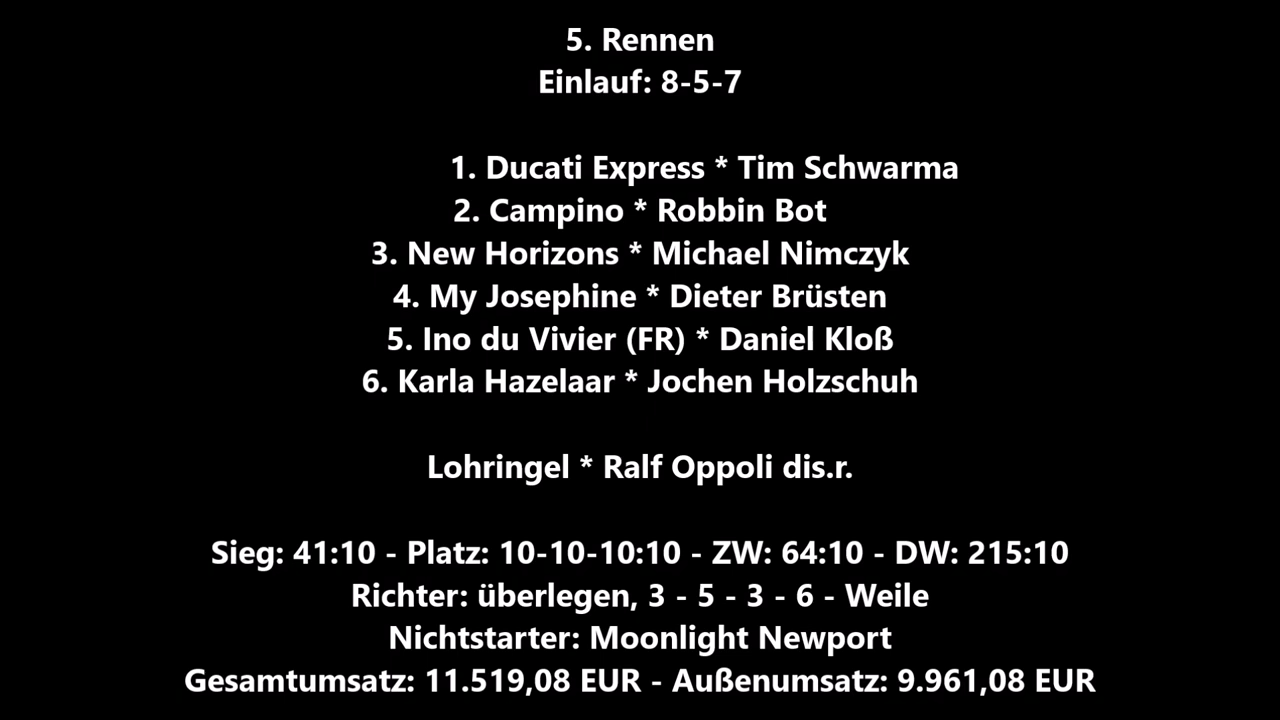 5. Rennen
Einlauf: 8-5-7
1. Ducati Express * Tim Schwarma
2. Campino * Robbin Bot
3. New Horizons * Michael Nimczyk
4. My Josephine * Dieter Brüsten
5. Ino du Vivier (FR) * Daniel Kloß
6. Karla Hazelaar * Jochen Holzschuh
Lohringel * Ralf Oppoli dis.r.
Sieg: 41:10 - Platz: 10-10-10:10 - ZW: 64:10 - DW: 215:10
Richter: überlegen, 3 - 5 - 3 - 6 - Weile
Nichtstarter: Moonlight Newport
Gesamtumsatz: 11.519,08 EUR - Außenumsatz: 9.961,08 EUR